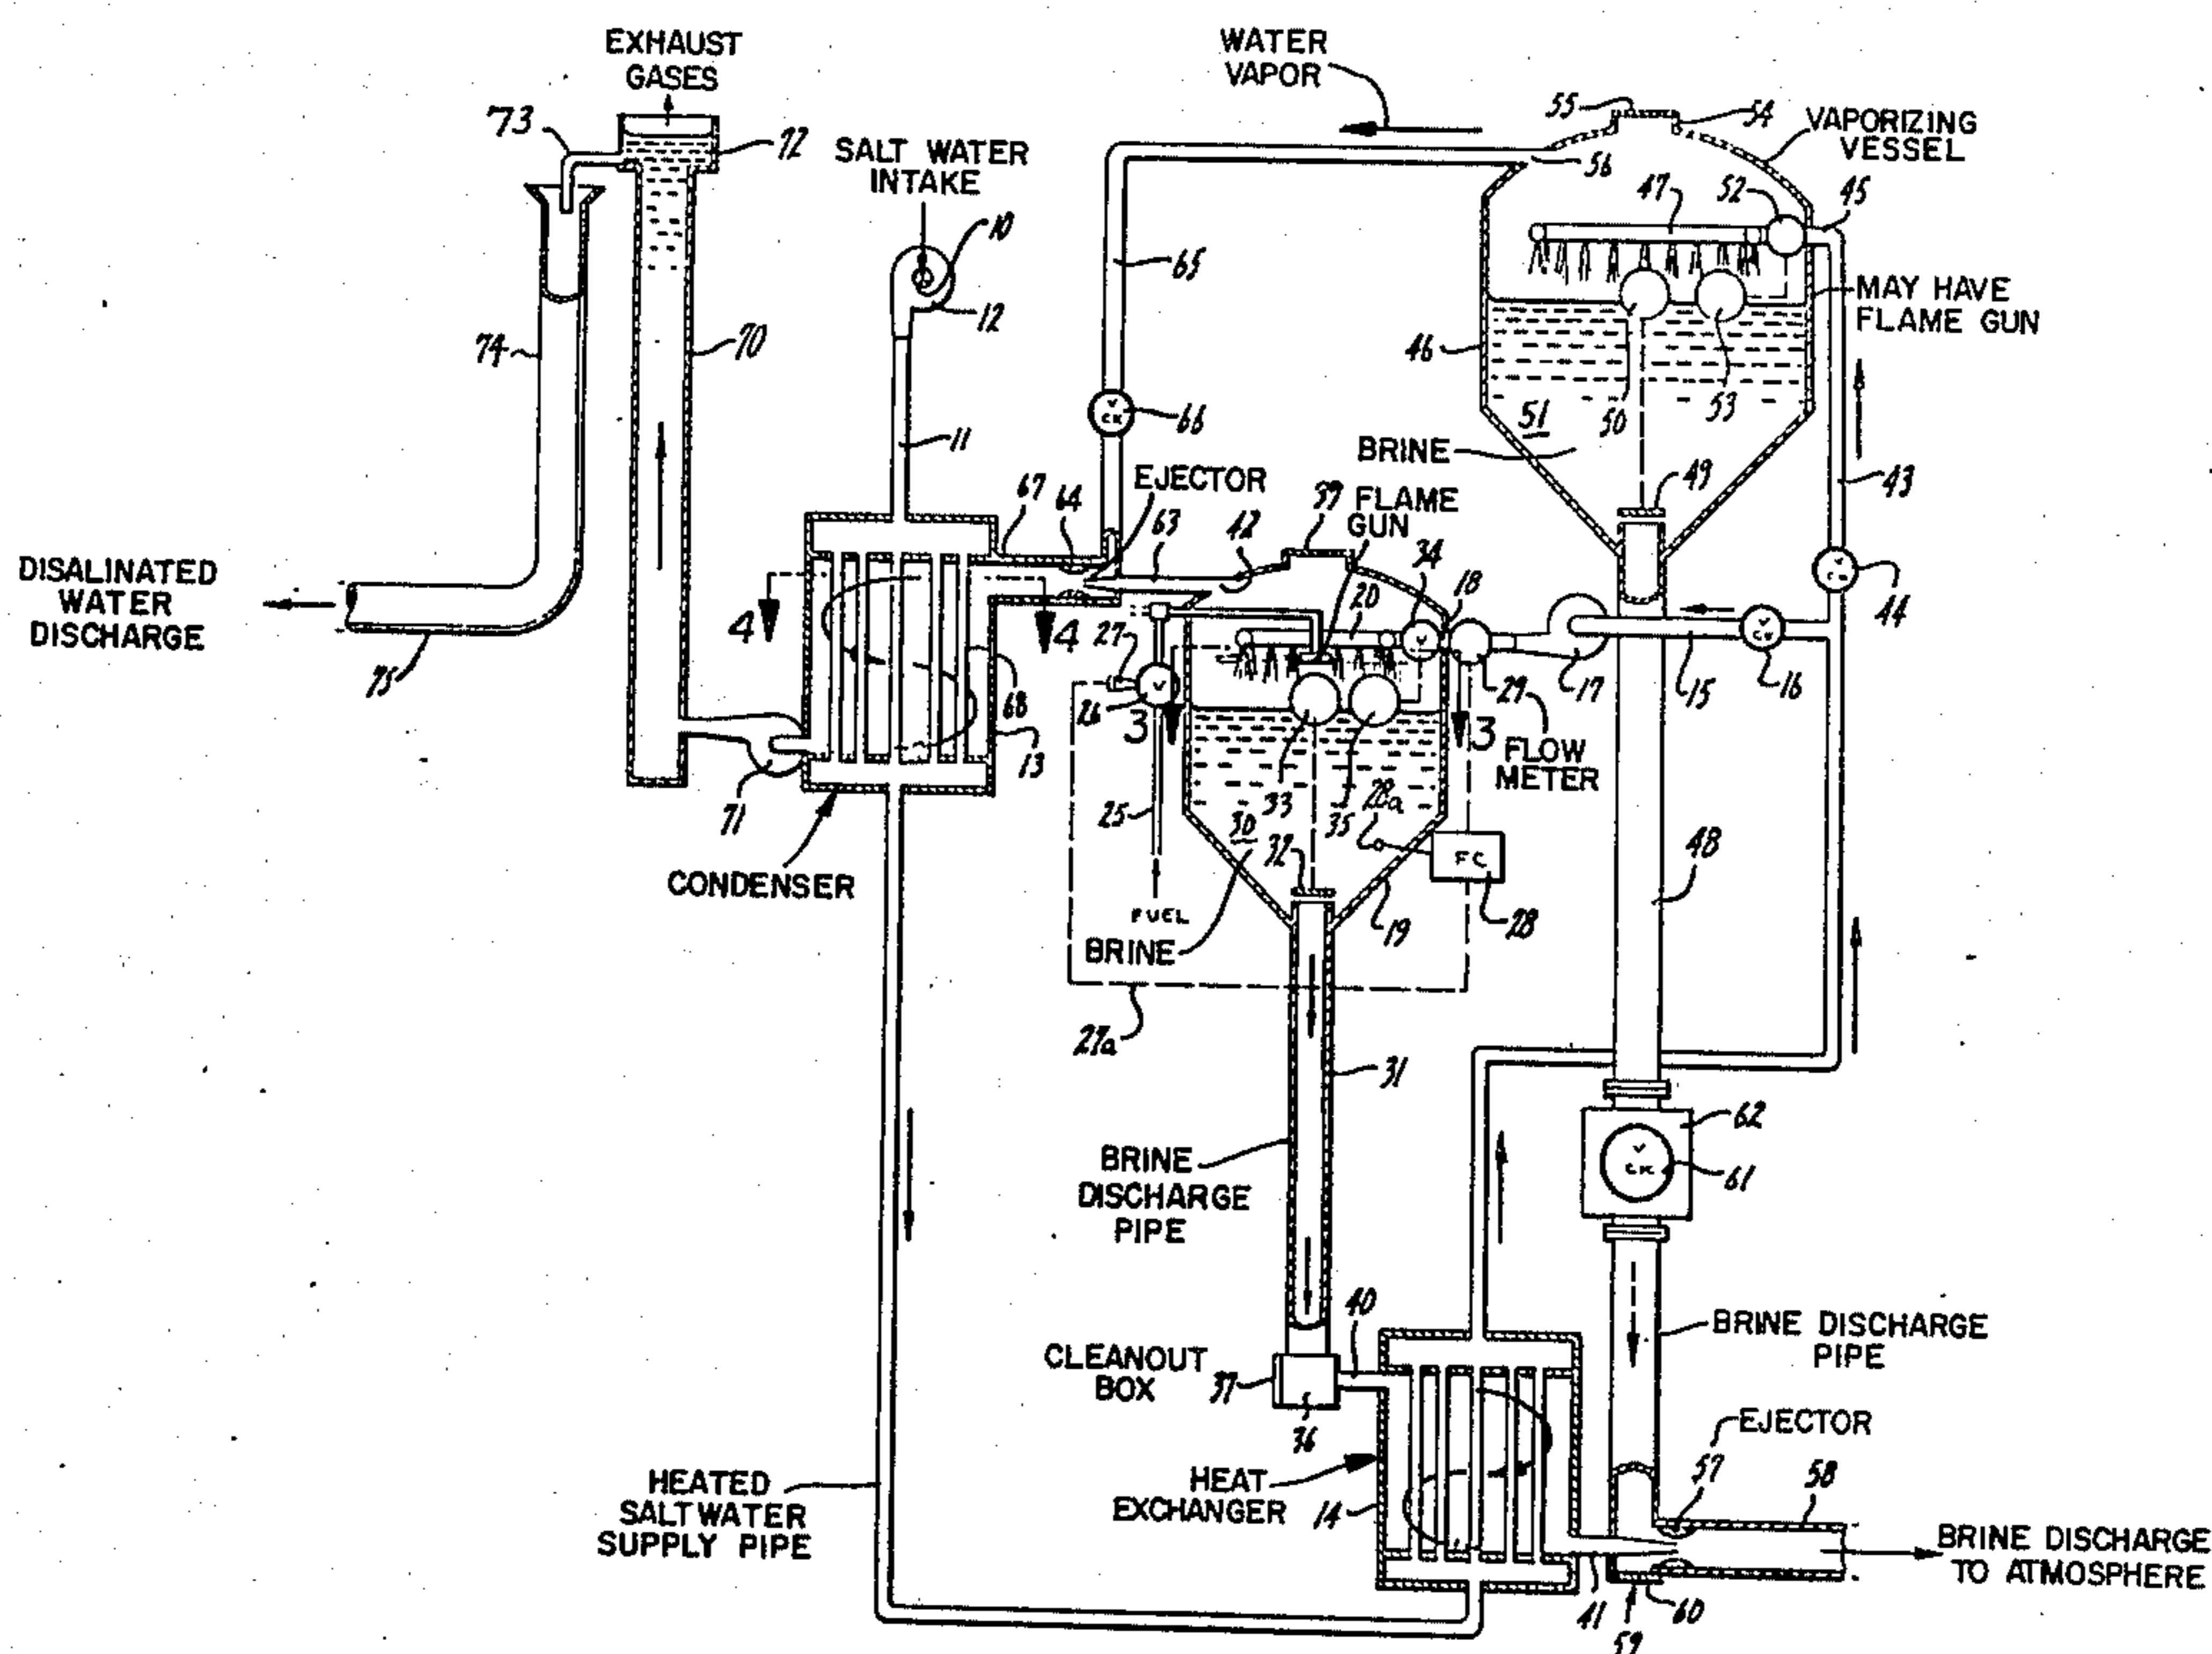 EXHAUST
GASES
73
72
SALT WATER
INTAKE
10
12
11
74
70
DISALINATED
WATER
DISCHARGE
75
71
CONDENSER
13
68
4
4
67
64
EJECTOR
63
42
65
V
CK
66
WATER
VAPOR
55
54
VAPORIZING
VESSEL
56
47
52
45
MAY HAVE
FLAME GUN
46
50
53
51
BRINE
49
43
44
39
FLAME
GUN
34
18
20
27
26
V
3
3
29
FLOW
METER
17
15
V
16
33
35
28a
30
32
25
FUEL
BRINE
19
FC
28
27a
48
31
BRINE
DISCHARGE
PIPE
62
V
CK
61
CLEANOUT
BOX
37
36
40
BRINE DISCHARGE
PIPE
HEAT
EXCHANGER
14
EJECTOR
57
58
HEATED
SALT WATER
SUPPLY PIPE
41
59
60
BRINE DISCHARGE
TO ATMOSPHERE